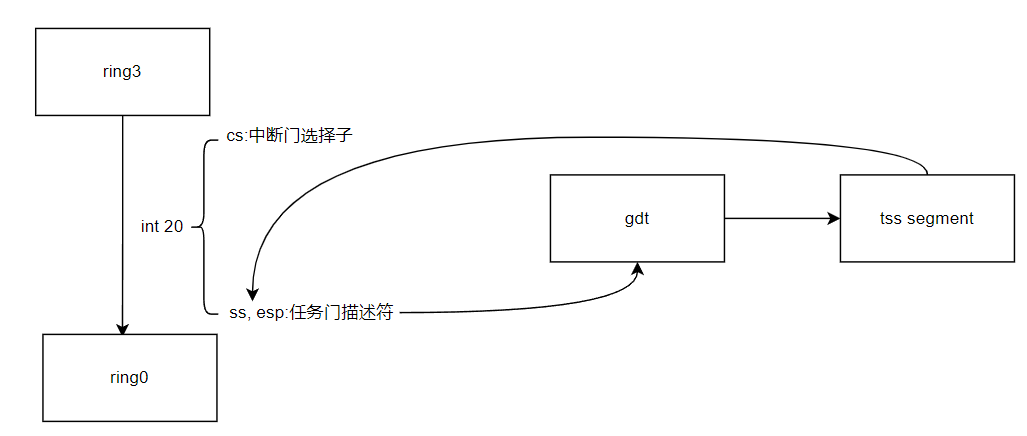 ring3
cs:中断门选择子
int 20
gdt
tss segment
ss, esp:任务门描述符
ring0